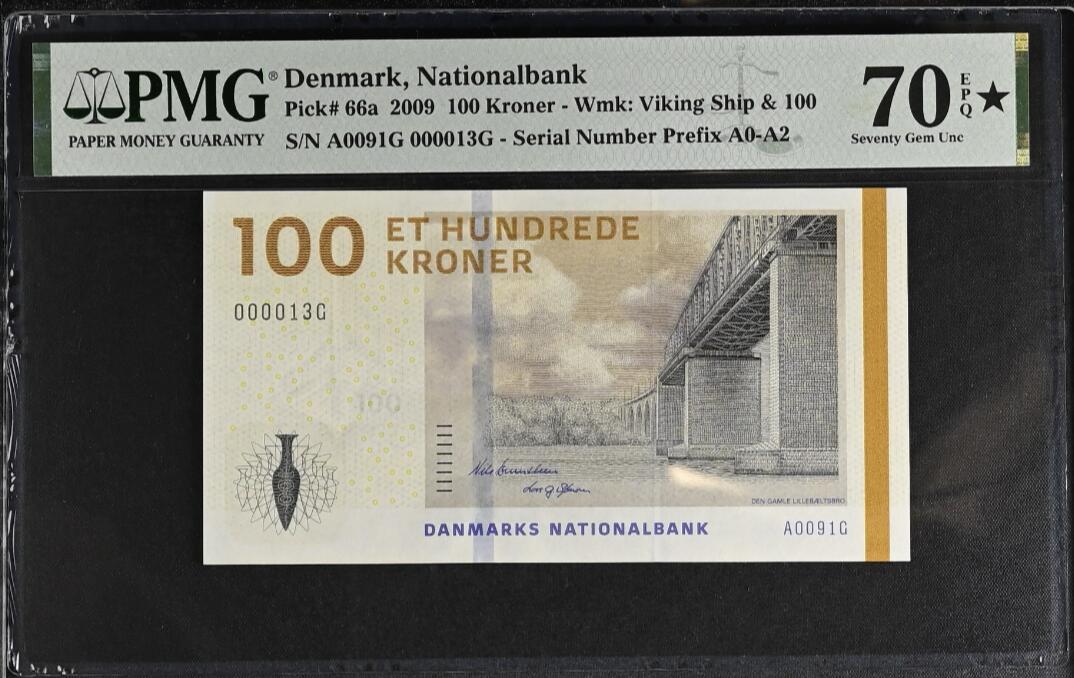 PMG®
PAPER MONEY GUARANTY
Denmark, Nationalbank
Pick# 66a 2009 100 Kroner - Wmk: Viking Ship & 100
S/N A0091G 000013G - Serial Number Prefix A0-A2
70 EPQ ★
Seventy Gem Unc
100 ET HUNDREDE
KRONER
000013G
100
DEN GAMLE LILLEBÆLTSBRO
DANMARKS NATIONALBANK
A0091G